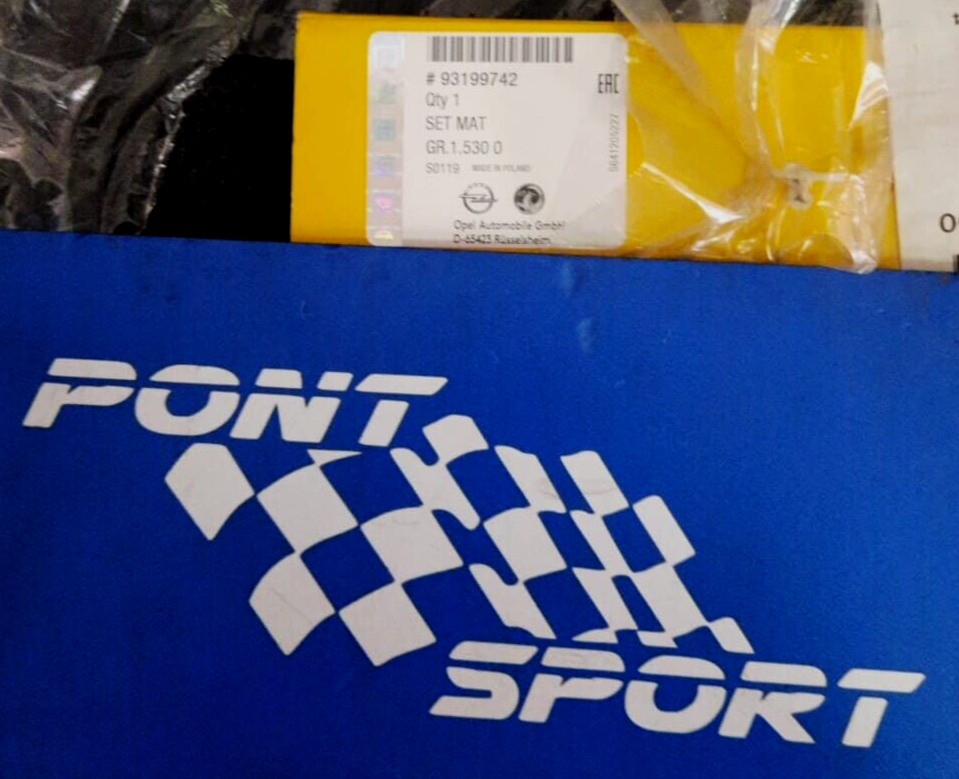 # 93199742
EAC
Qty 1
SET MAT
GR.1.530 0
S0119 MADE IN POLAND
S641205227
Opel Automobile GmbH
D-65423 Rüsselsheim
PONT
SPORT